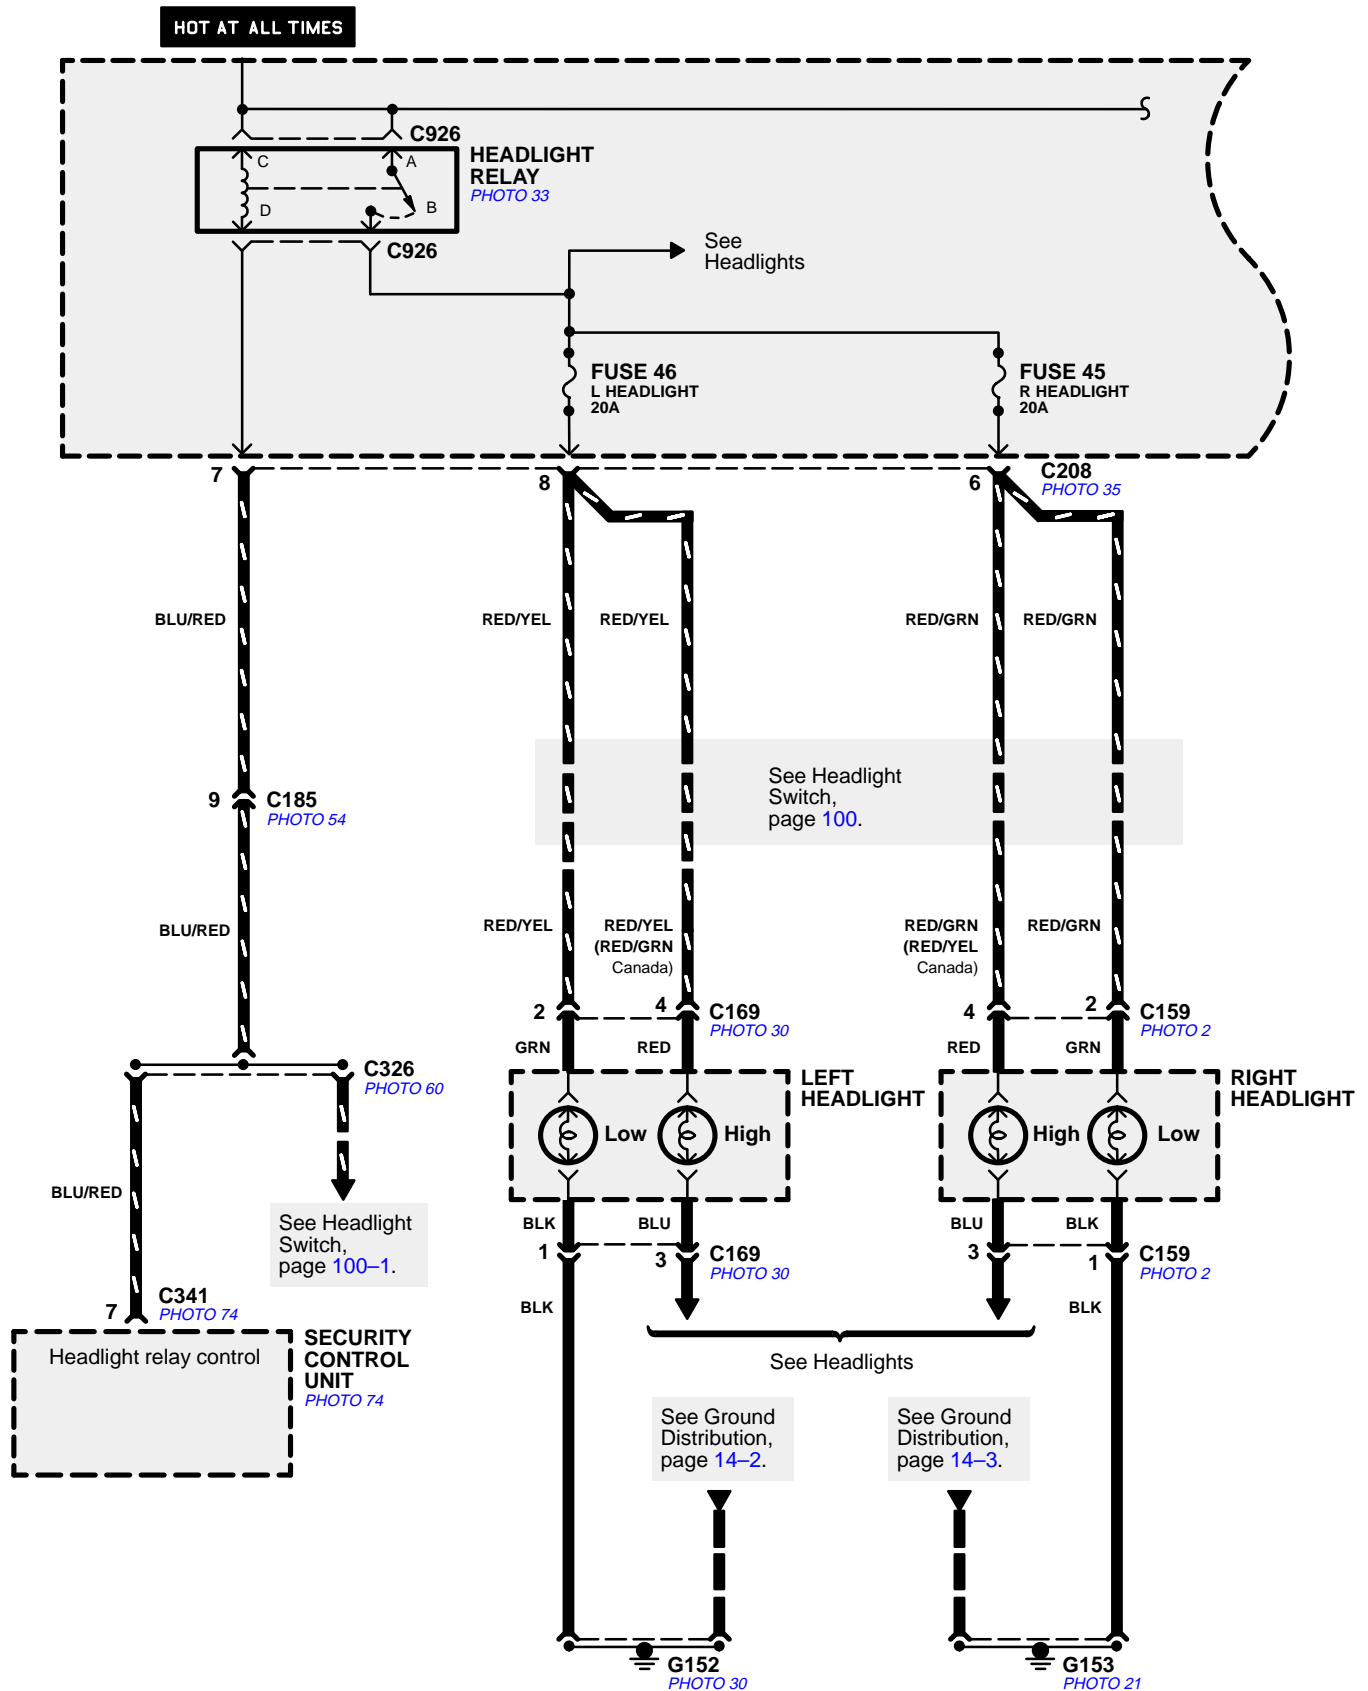 HOT AT ALL TIMES
C926
HEADLIGHT
RELAY
PHOTO 33
C
A
D
B
C926
See
Headlights
FUSE 46
L HEADLIGHT
20A
FUSE 45
R HEADLIGHT
20A
7
8
6
C208
PHOTO 35
BLU/RED
RED/YEL
RED/YEL
RED/GRN
RED/GRN
See Headlight
Switch,
page 100.
9
C185
PHOTO 54
BLU/RED
RED/YEL
RED/YEL
(RED/GRN
Canada)
RED/GRN
(RED/YEL
Canada)
RED/GRN
2
4
C169
PHOTO 30
4
2
C159
PHOTO 2
GRN
RED
RED
GRN
C326
PHOTO 60
LEFT
HEADLIGHT
RIGHT
HEADLIGHT
Low
High
High
Low
BLU/RED
See Headlight
Switch,
page 100–1.
BLK
BLU
BLU
BLK
1
3
C169
PHOTO 30
3
1
C159
PHOTO 2
BLK
BLK
7
C341
PHOTO 74
Headlight relay control
SECURITY
CONTROL
UNIT
PHOTO 74
See Headlights
See Ground
Distribution,
page 14–2.
See Ground
Distribution,
page 14–3.
G152
PHOTO 30
G153
PHOTO 21